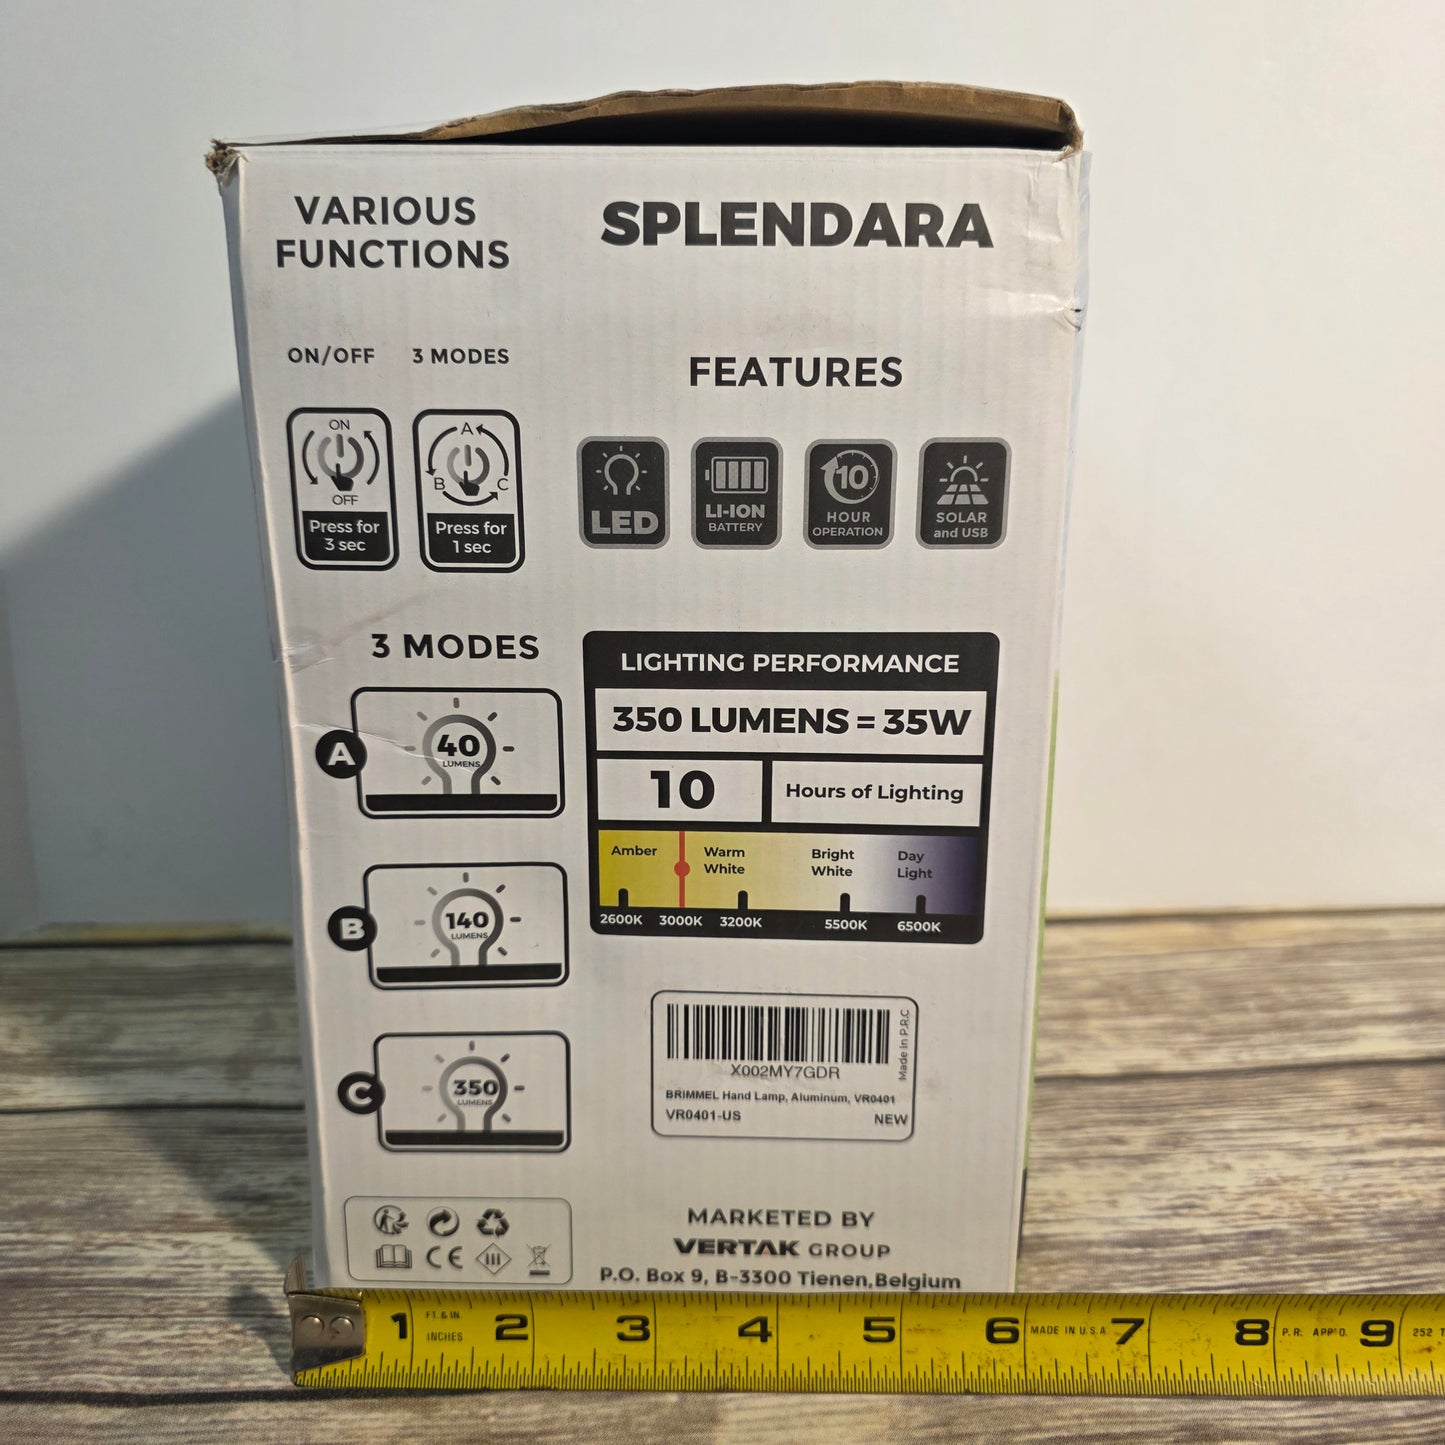 VARIOUS
FUNCTIONS
SPLENDARA
ON/OFF
3 MODES
ON
OFF
Press for
3 sec
A
B
C
Press for
1 sec
FEATURES
LED
LI-ION
BATTERY
10
HOUR
OPERATION
SOLAR
and USB
3 MODES
A
40
LUMENS
B
140
LUMENS
C
350
LUMENS
LIGHTING PERFORMANCE
350 LUMENS = 35W
10
Hours of Lighting
Amber
Warm
White
Bright
White
Day
Light
2600K 3000K 3200K 5500K 6500K
X002MY7GDR
Made in P.R.C
BRIMMEL Hand Lamp, Aluminum, VR0401
VR0401-US
NEW
CE
MARKETED BY
VERTAK GROUP
P.O. Box 9, B-3300 Tienen, Belgium
1 FT. & IN. 2 3 4 5 6 MADE IN U.S.A. 7 8 P.R. APP'D. 9 252
INCHES